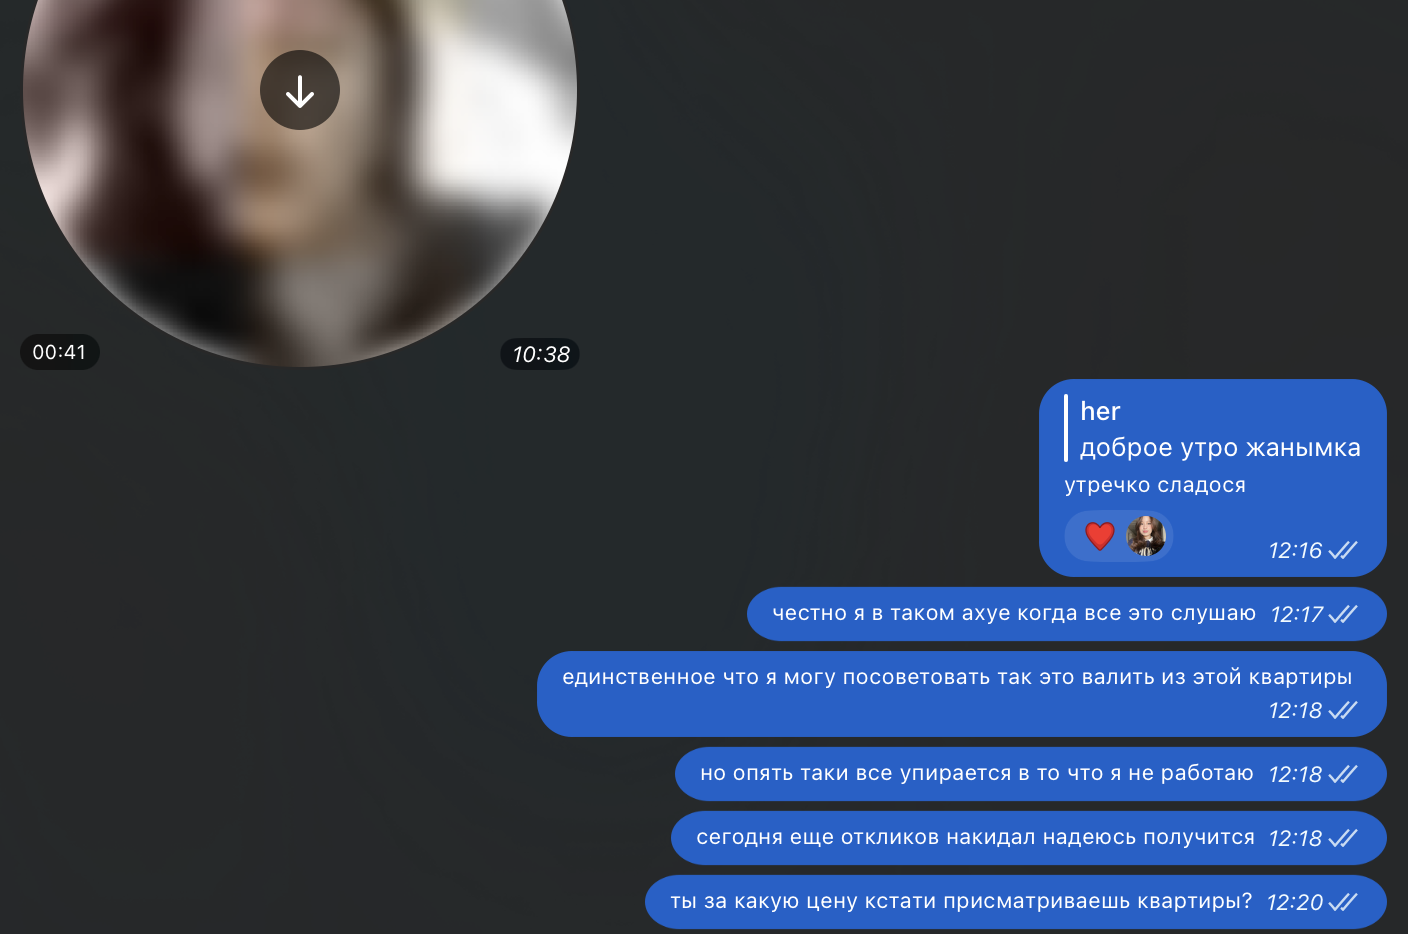 00:41
10:38
her
доброе утро жанымка
утречко сладося
12:16
честно я в таком ахуе когда все это слушаю 12:17
единственное что я могу посоветовать так это валить из этой квартиры
12:18
но опять таки все упирается в то что я не работаю 12:18
сегодня еще откликов накидал надеюсь получится 12:18
ты за какую цену кстати присматриваешь квартиры? 12:20